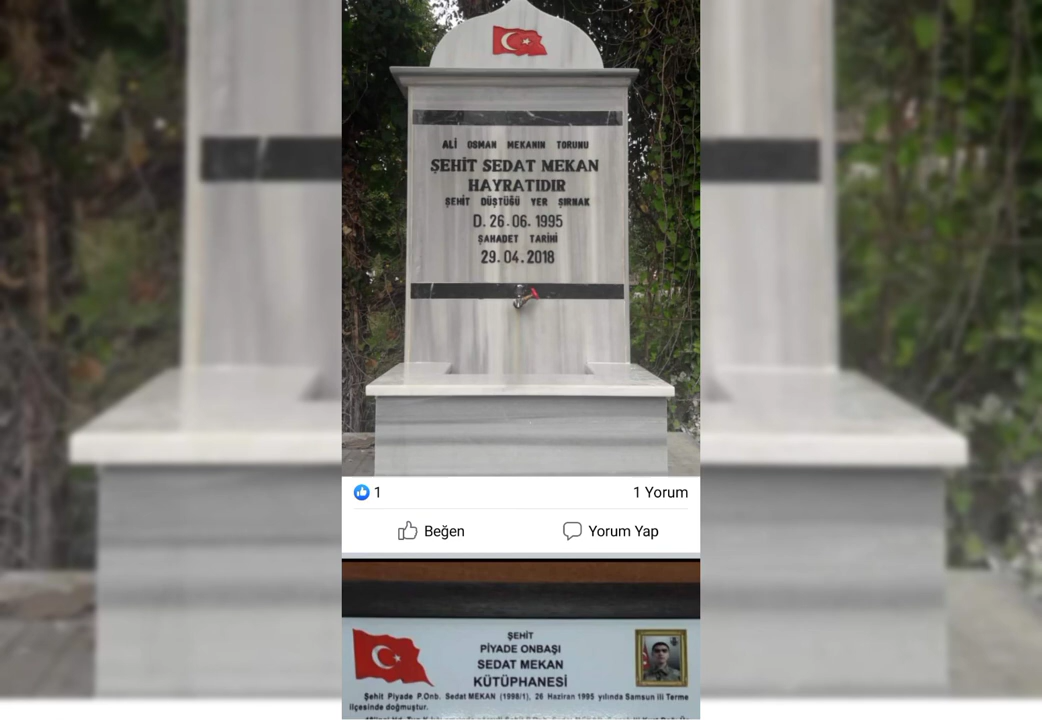 ALİ OSMAN MEKANIN TORUNU
ŞEHİT SEDAT MEKAN
HAYRATIDIR
ŞEHİT DÜŞTÜĞÜ YER ŞIRNAK
D. 26.06.1995
ŞAHADET TARİHİ
29.04.2018
1 1 Yorum
Beğen Yorum Yap
ŞEHİT
PİYADE ONBAŞI
SEDAT MEKAN
KÜTÜPHANESİ
Şehit Piyade P.Onb. Sedat MEKAN (1998/1), 26 Haziran 1995 yılında Samsun ili Terme
ilçesinde doğmuştur.